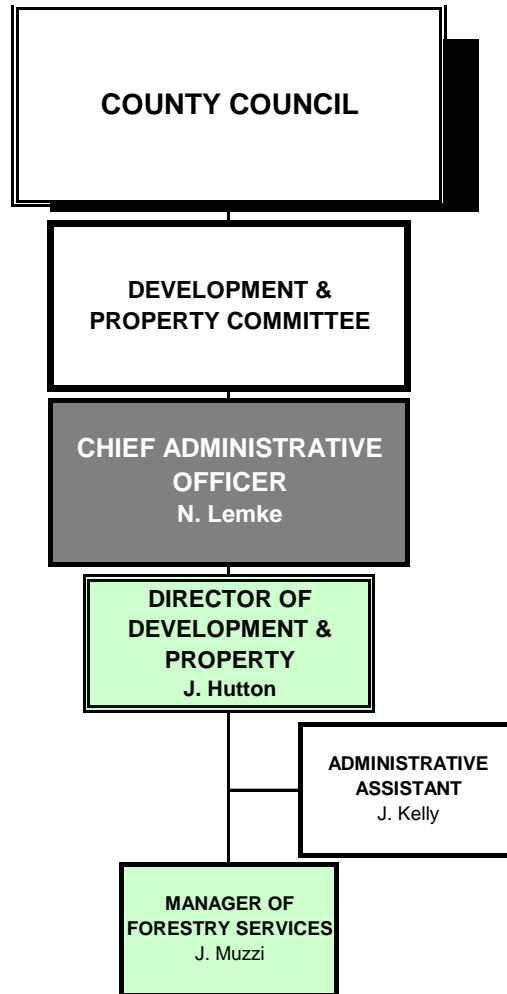 COUNTY COUNCIL
DEVELOPMENT &
PROPERTY COMMITTEE
CHIEF ADMINISTRATIVE
OFFICER
N. Lemke
DIRECTOR OF
DEVELOPMENT &
PROPERTY
J. Hutton
ADMINISTRATIVE
ASSISTANT
J. Kelly
MANAGER OF
FORESTRY SERVICES
J. Muzzi